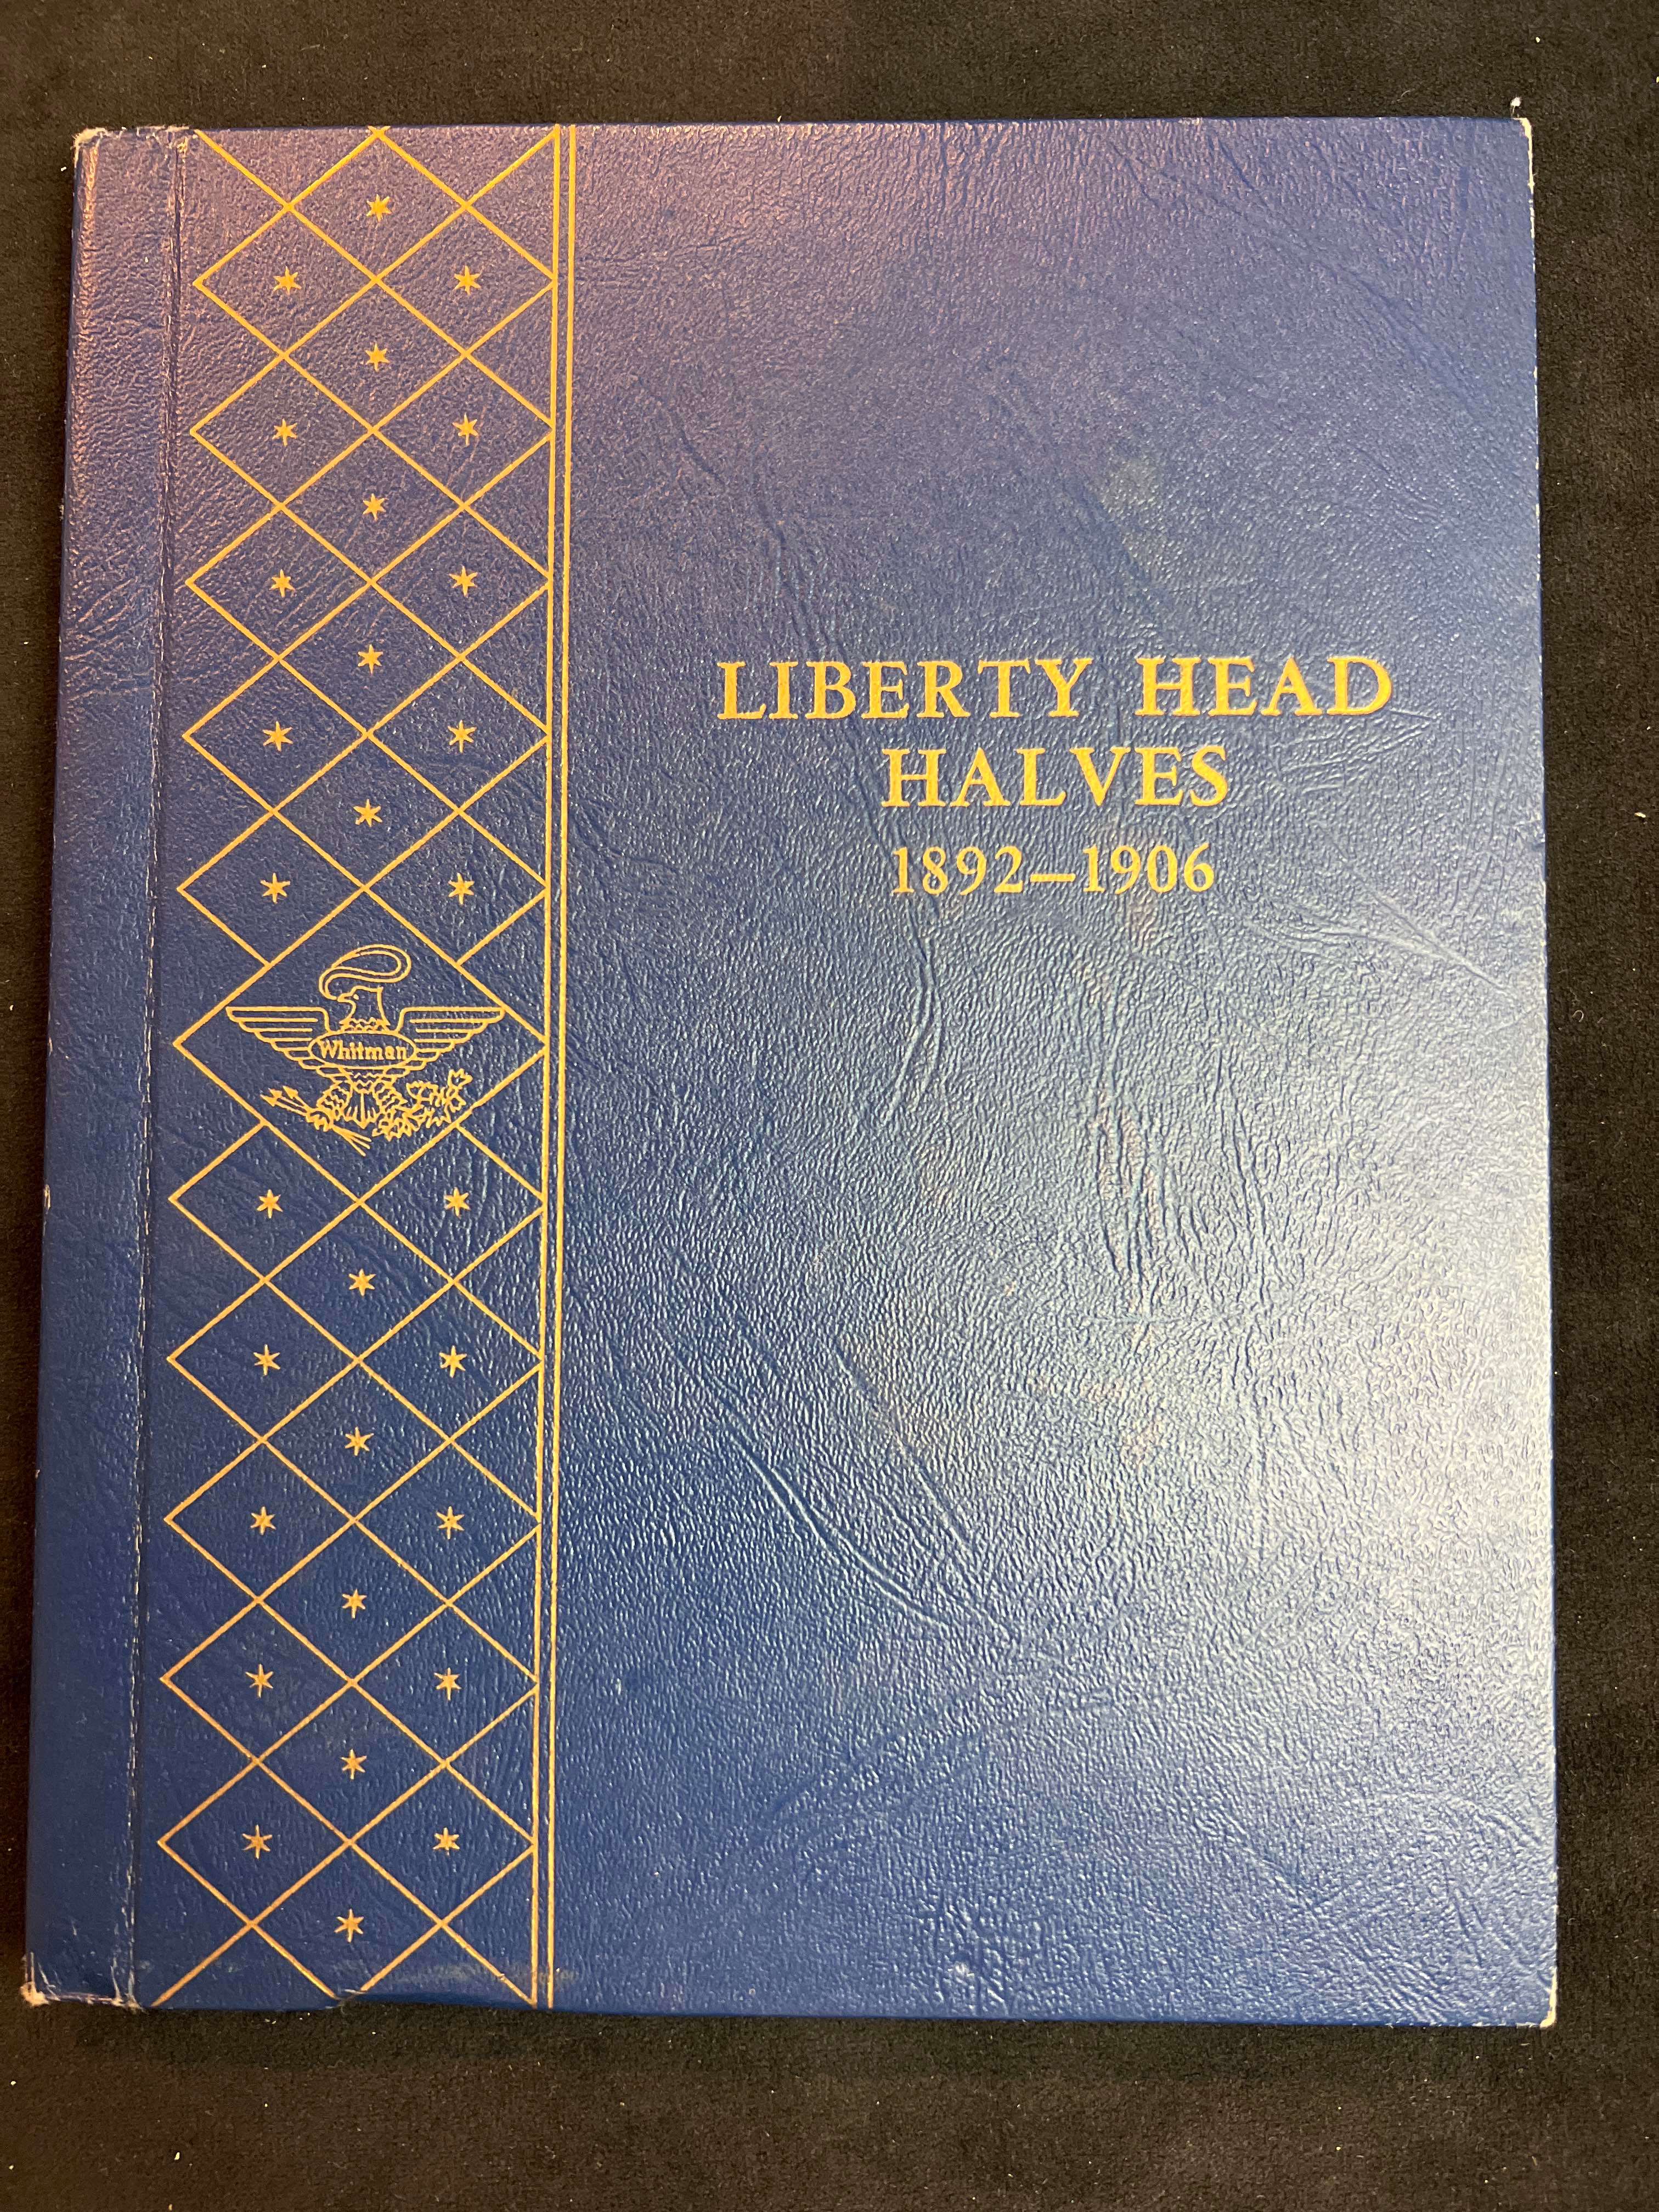 LIBERTY HEAD
HALVES
1892–1906
Whitman